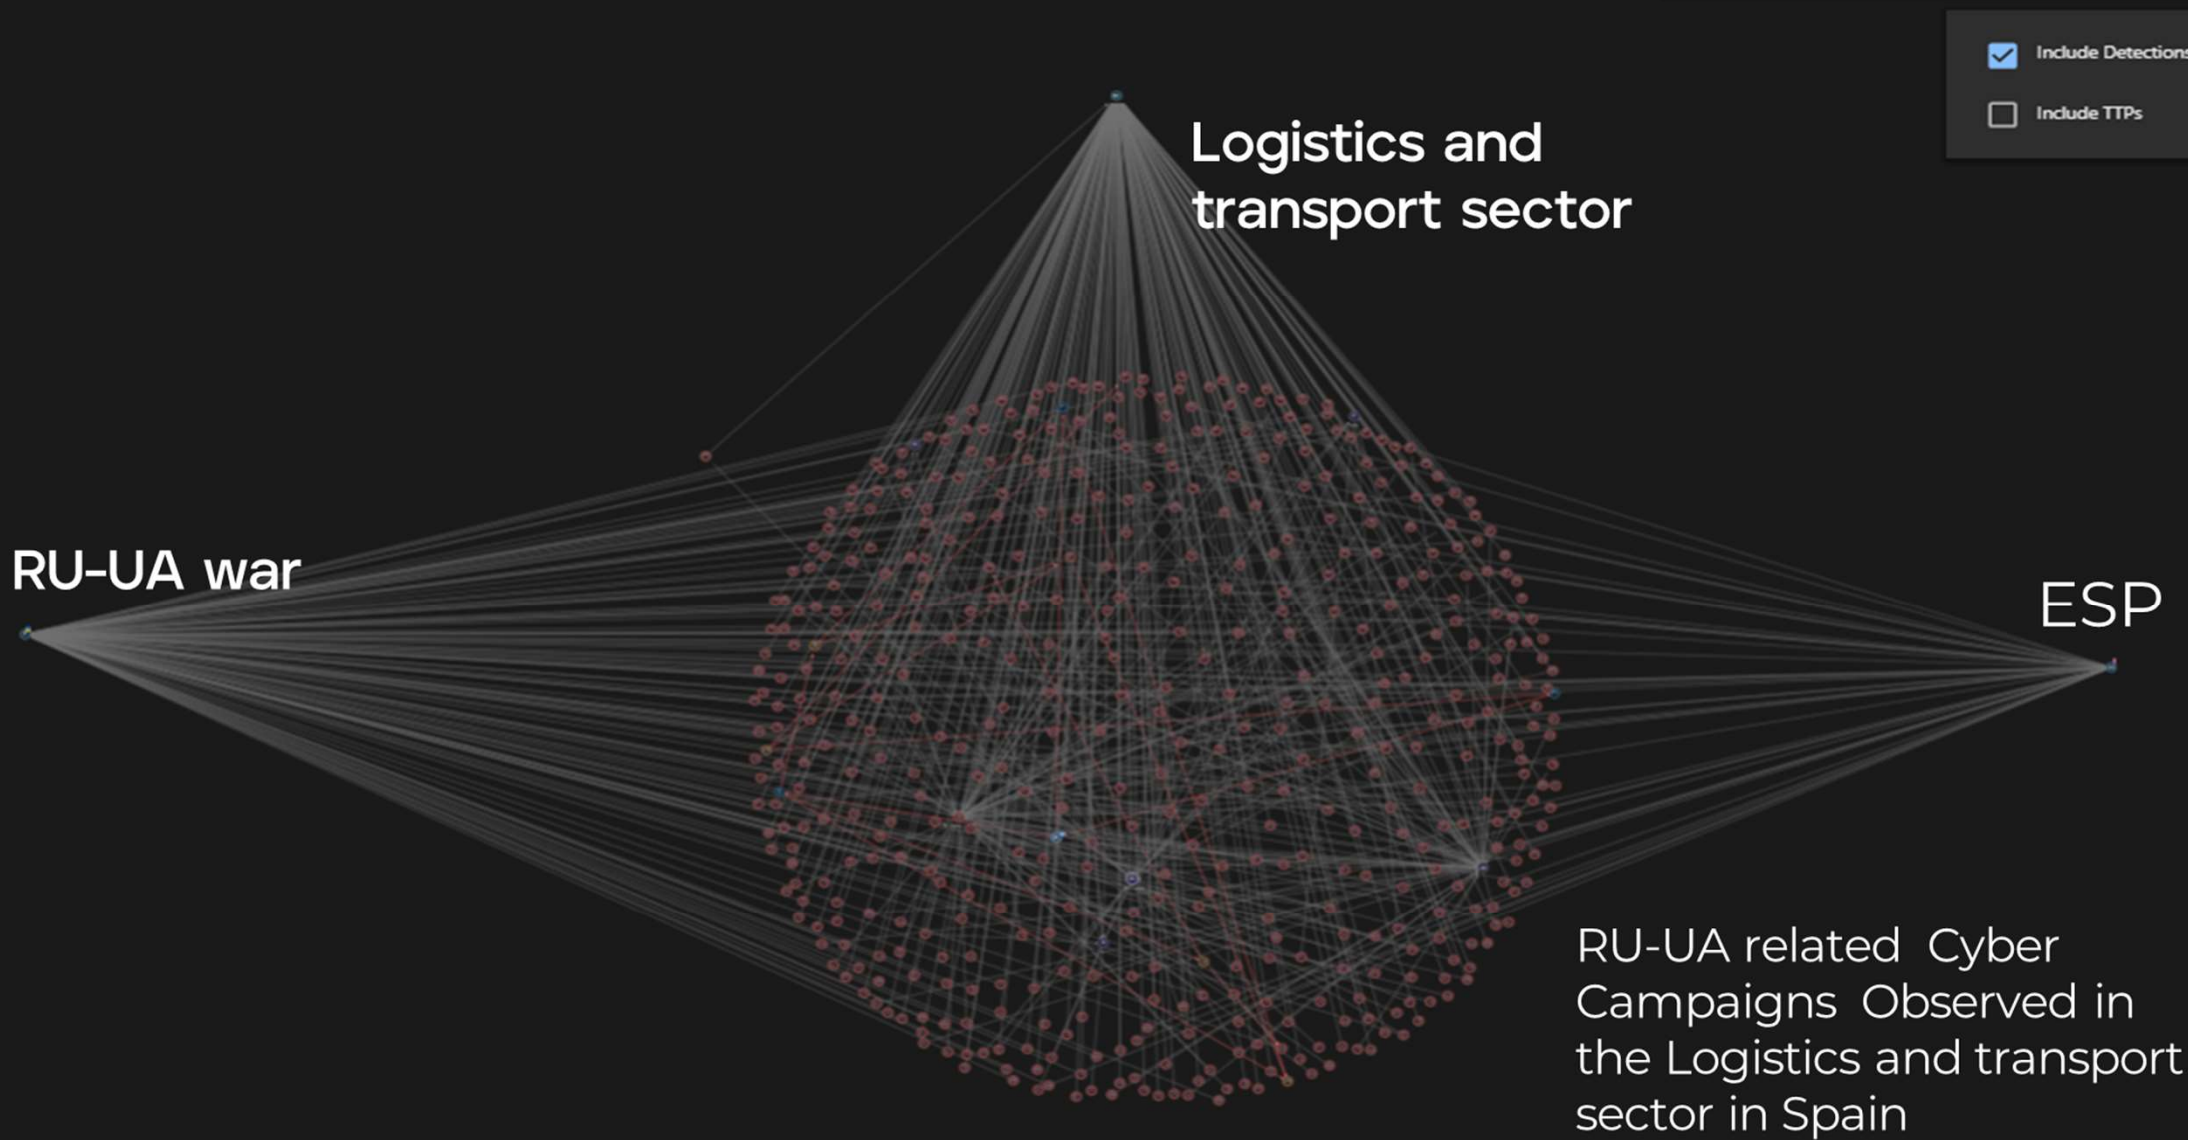 Include Detections
Include TTPs
Logistics and
transport sector
RU-UA war
ESP
RU-UA related Cyber
Campaigns Observed in
the Logistics and transport
sector in Spain